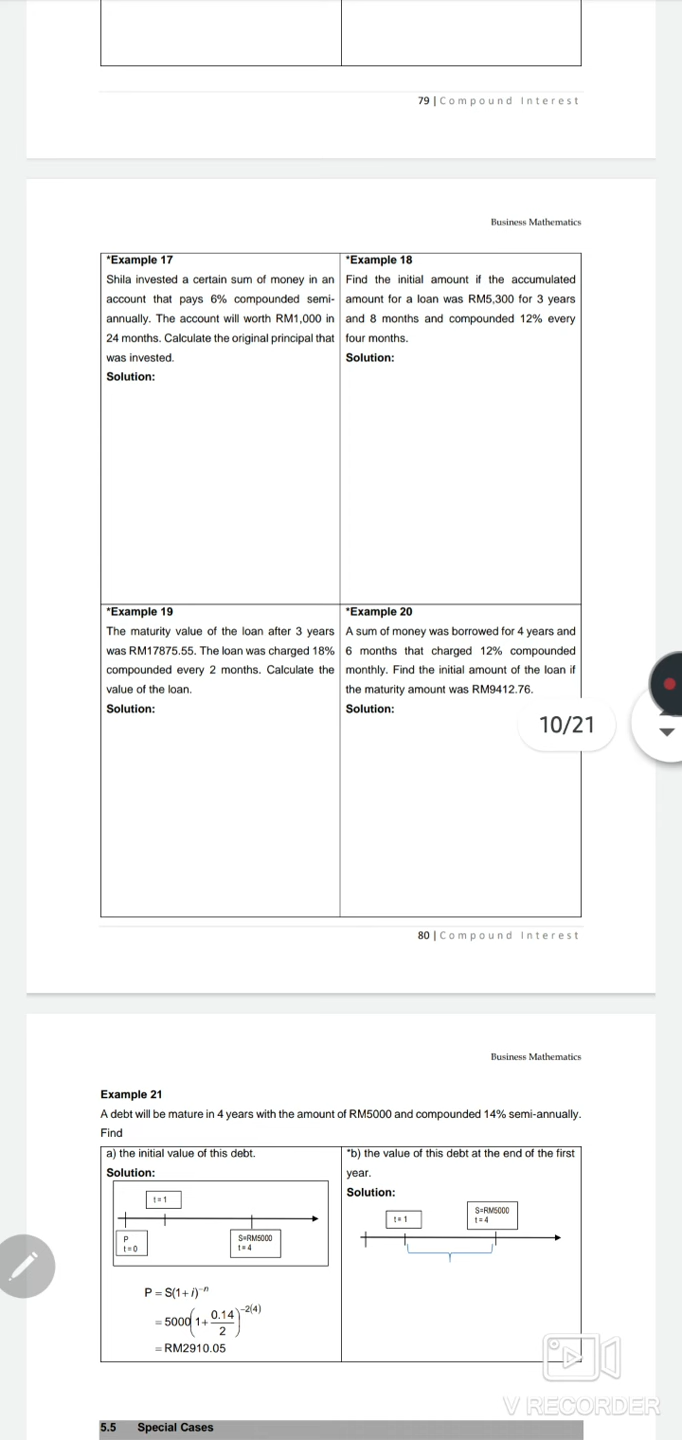 79 | Compound Interest
Business Mathematics
*Example 17
Shila invested a certain sum of money in an
account that pays 6% compounded semi-
annually. The account will worth RM1,000 in
24 months. Calculate the original principal that
was invested.
Solution:
*Example 18
Find the initial amount if the accumulated
amount for a loan was RM5,300 for 3 years
and 8 months and compounded 12% every
four months.
Solution:
*Example 19
The maturity value of the loan after 3 years
was RM17875.55. The loan was charged 18%
compounded every 2 months. Calculate the
value of the loan.
Solution:
*Example 20
A sum of money was borrowed for 4 years and
6 months that charged 12% compounded
monthly. Find the initial amount of the loan if
the maturity amount was RM9412.76.
Solution:
10/21
80 | Compound Interest
Business Mathematics
Example 21
A debt will be mature in 4 years with the amount of RM5000 and compounded 14% semi-annually.
Find
a) the initial value of this debt.
Solution:
t=1
P
t=0
S=RM5000
t=4
P = S(1+i)^-n
= 5000(1+ 0.14/2)^-2(4)
= RM2910.05
*b) the value of this debt at the end of the first
year.
Solution:
t=1
S=RM5000
t=4
V RECORDER
5.5 Special Cases